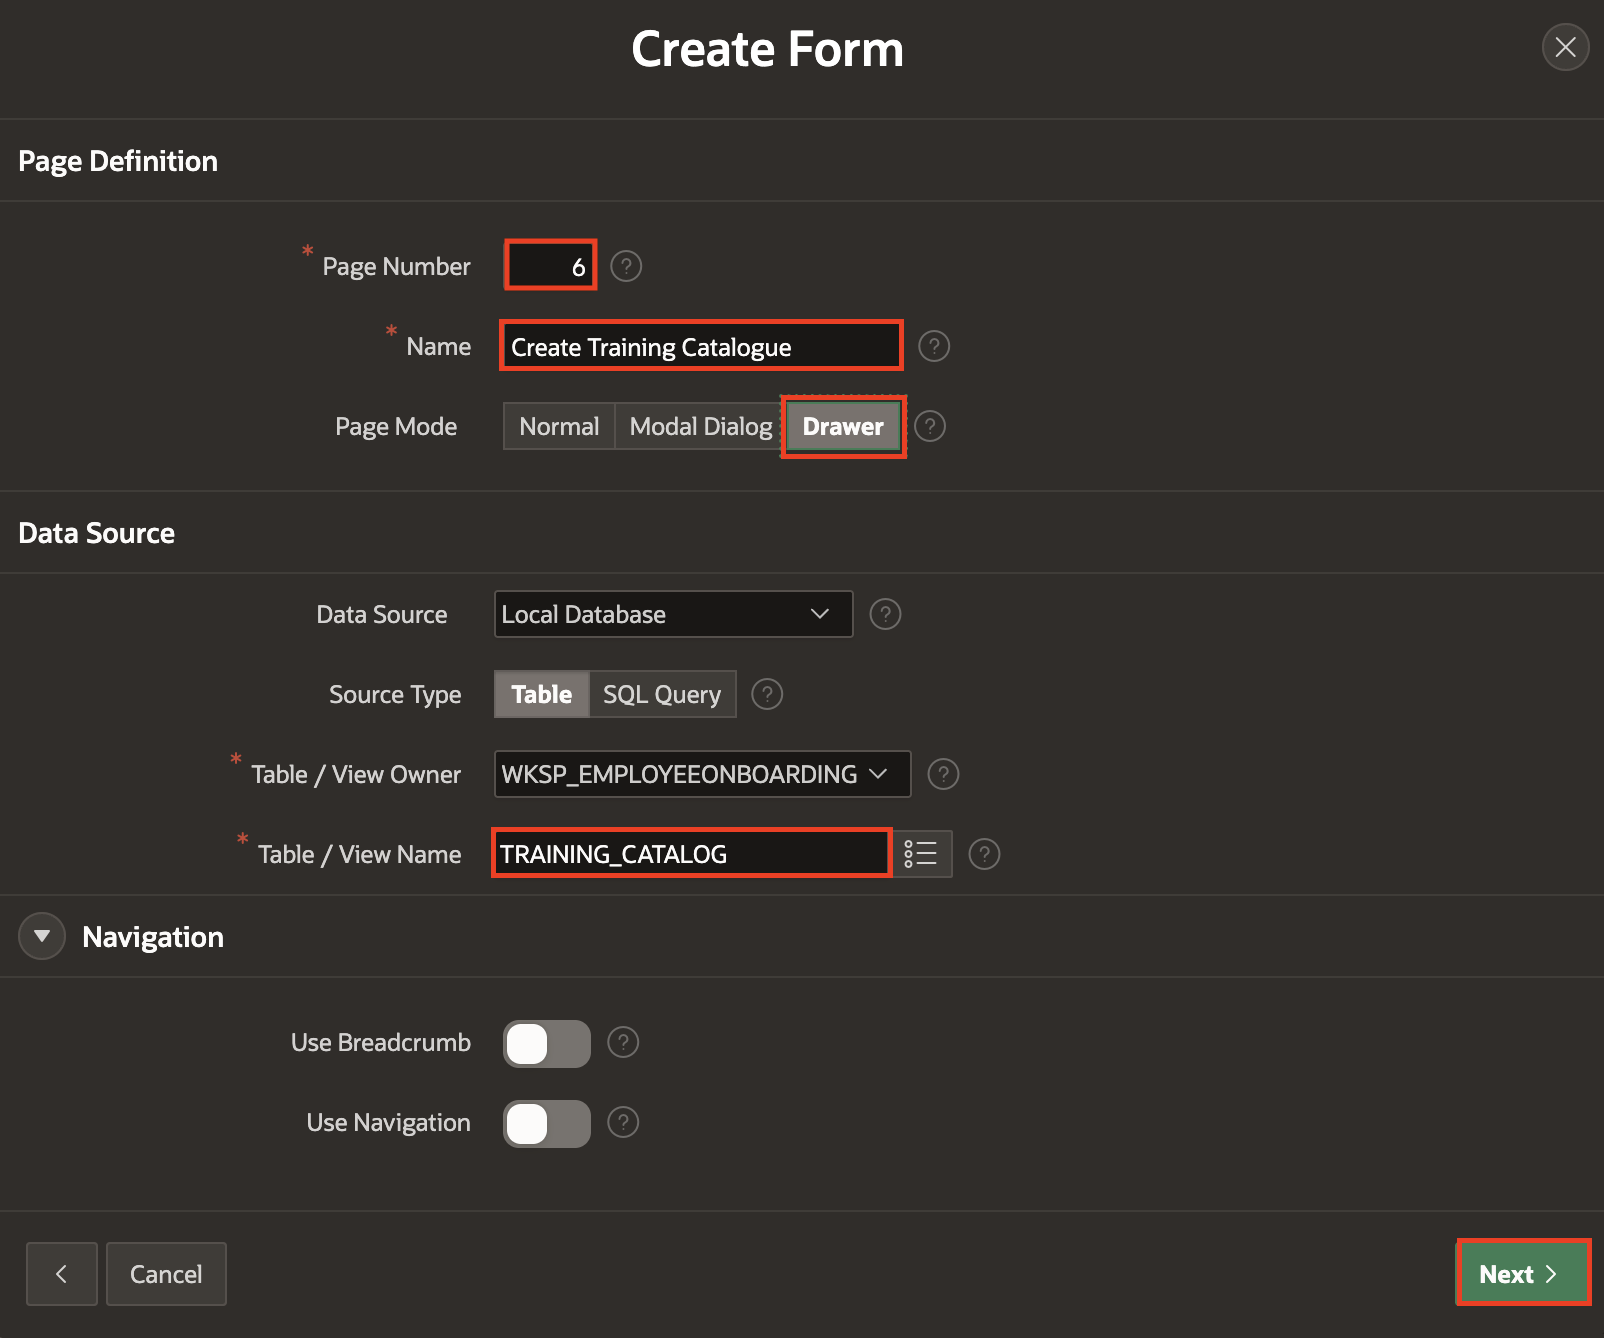 Create Form
Page Definition
* Page Number 6 ?
* Name Create Training Catalogue ?
Page Mode Normal Modal Dialog Drawer ?
Data Source
Data Source Local Database ?
Source Type Table SQL Query ?
* Table / View Owner WKSP_EMPLOYEEONBOARDING ?
* Table / View Name TRAINING_CATALOG ?
Navigation
Use Breadcrumb ?
Use Navigation ?
Cancel Next